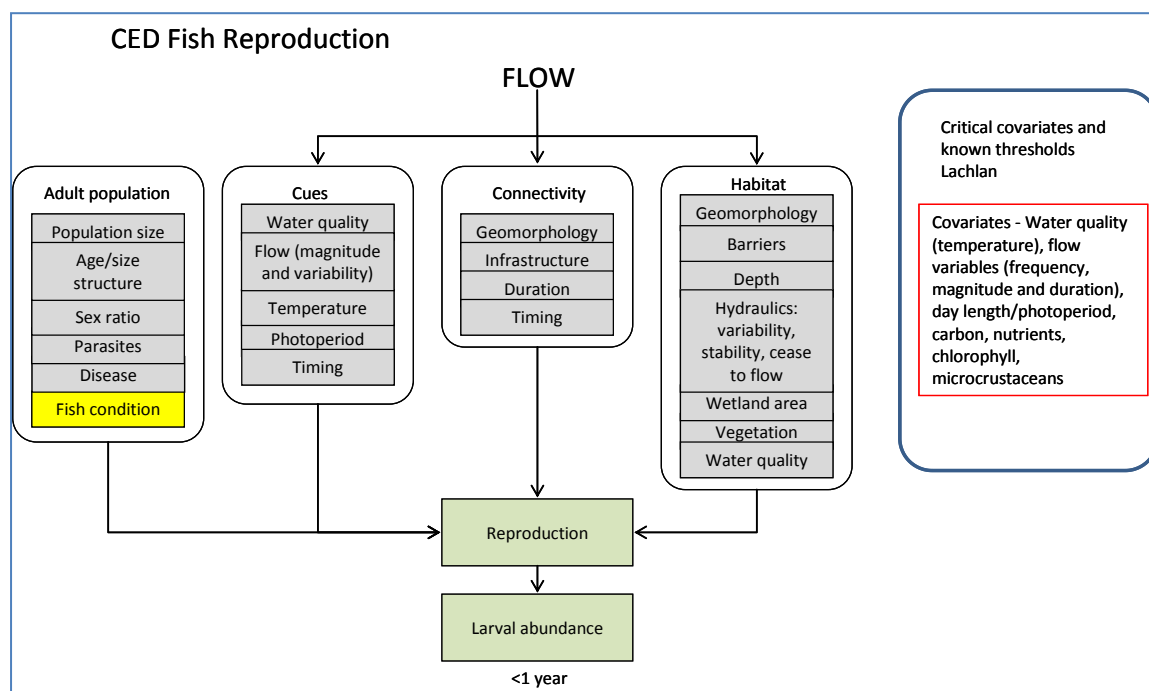 CED Fish Reproduction
FLOW
Adult population
Population size
Age/size
structure
Sex ratio
Parasites
Disease
Fish condition
Cues
Water quality
Flow (magnitude
and variability)
Temperature
Photoperiod
Timing
Connectivity
Geomorphology
Infrastructure
Duration
Timing
Habitat
Geomorphology
Barriers
Depth
Hydraulics:
variability,
stability, cease
to flow
Wetland area
Vegetation
Water quality
Critical covariates and
known thresholds
Lachlan
Covariates - Water quality
(temperature), flow
variables (frequency,
magnitude and duration),
day length/photoperiod,
carbon, nutrients,
chlorophyll,
microcrustaceans
Reproduction
Larval abundance
<1 year